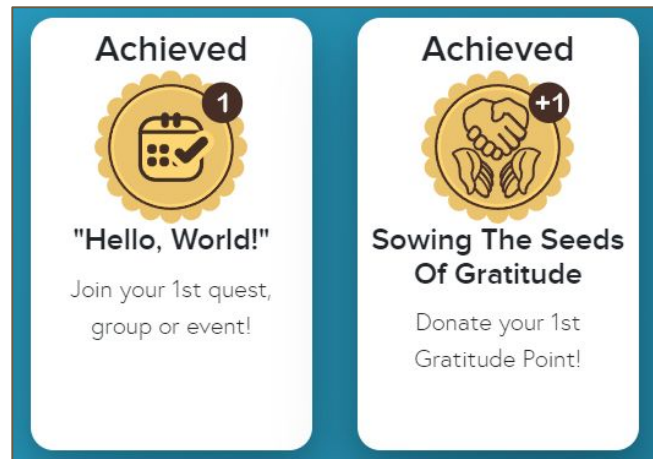 Achieved
1
"Hello, World!"
Join your 1st quest,
group or event!
Achieved
+1
Sowing The Seeds
Of Gratitude
Donate your 1st
Gratitude Point!